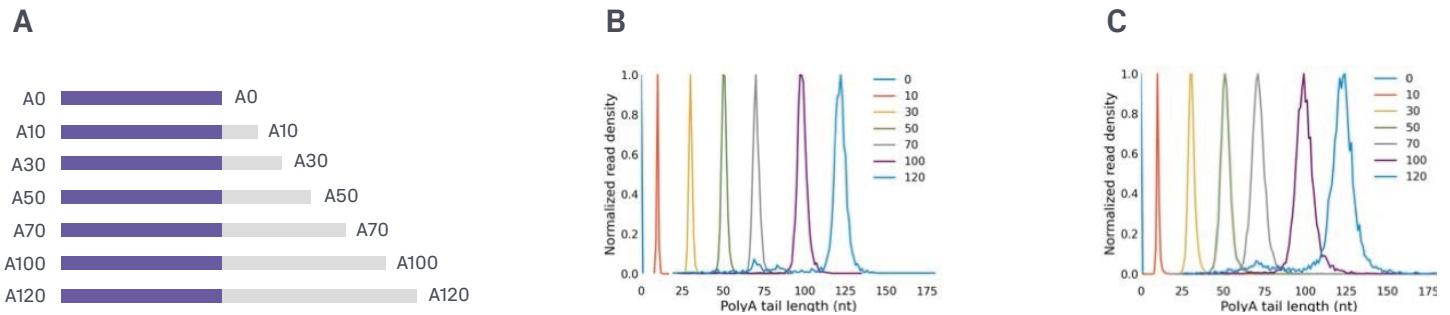 A
A0 A0
A10 A10
A30 A30
A50 A50
A70 A70
A100 A100
A120 A120
B
Normalized read density
1.0
0.8
0.6
0.4
0.2
0.0
0 25 50 75 100 125 150 175
PolyA tail length (nt)
0
10
30
50
70
100
120
C
Normalized read density
1.0
0.8
0.6
0.4
0.2
0.0
0 25 50 75 100 125 150 175
PolyA tail length (nt)
0
10
30
50
70
100
120